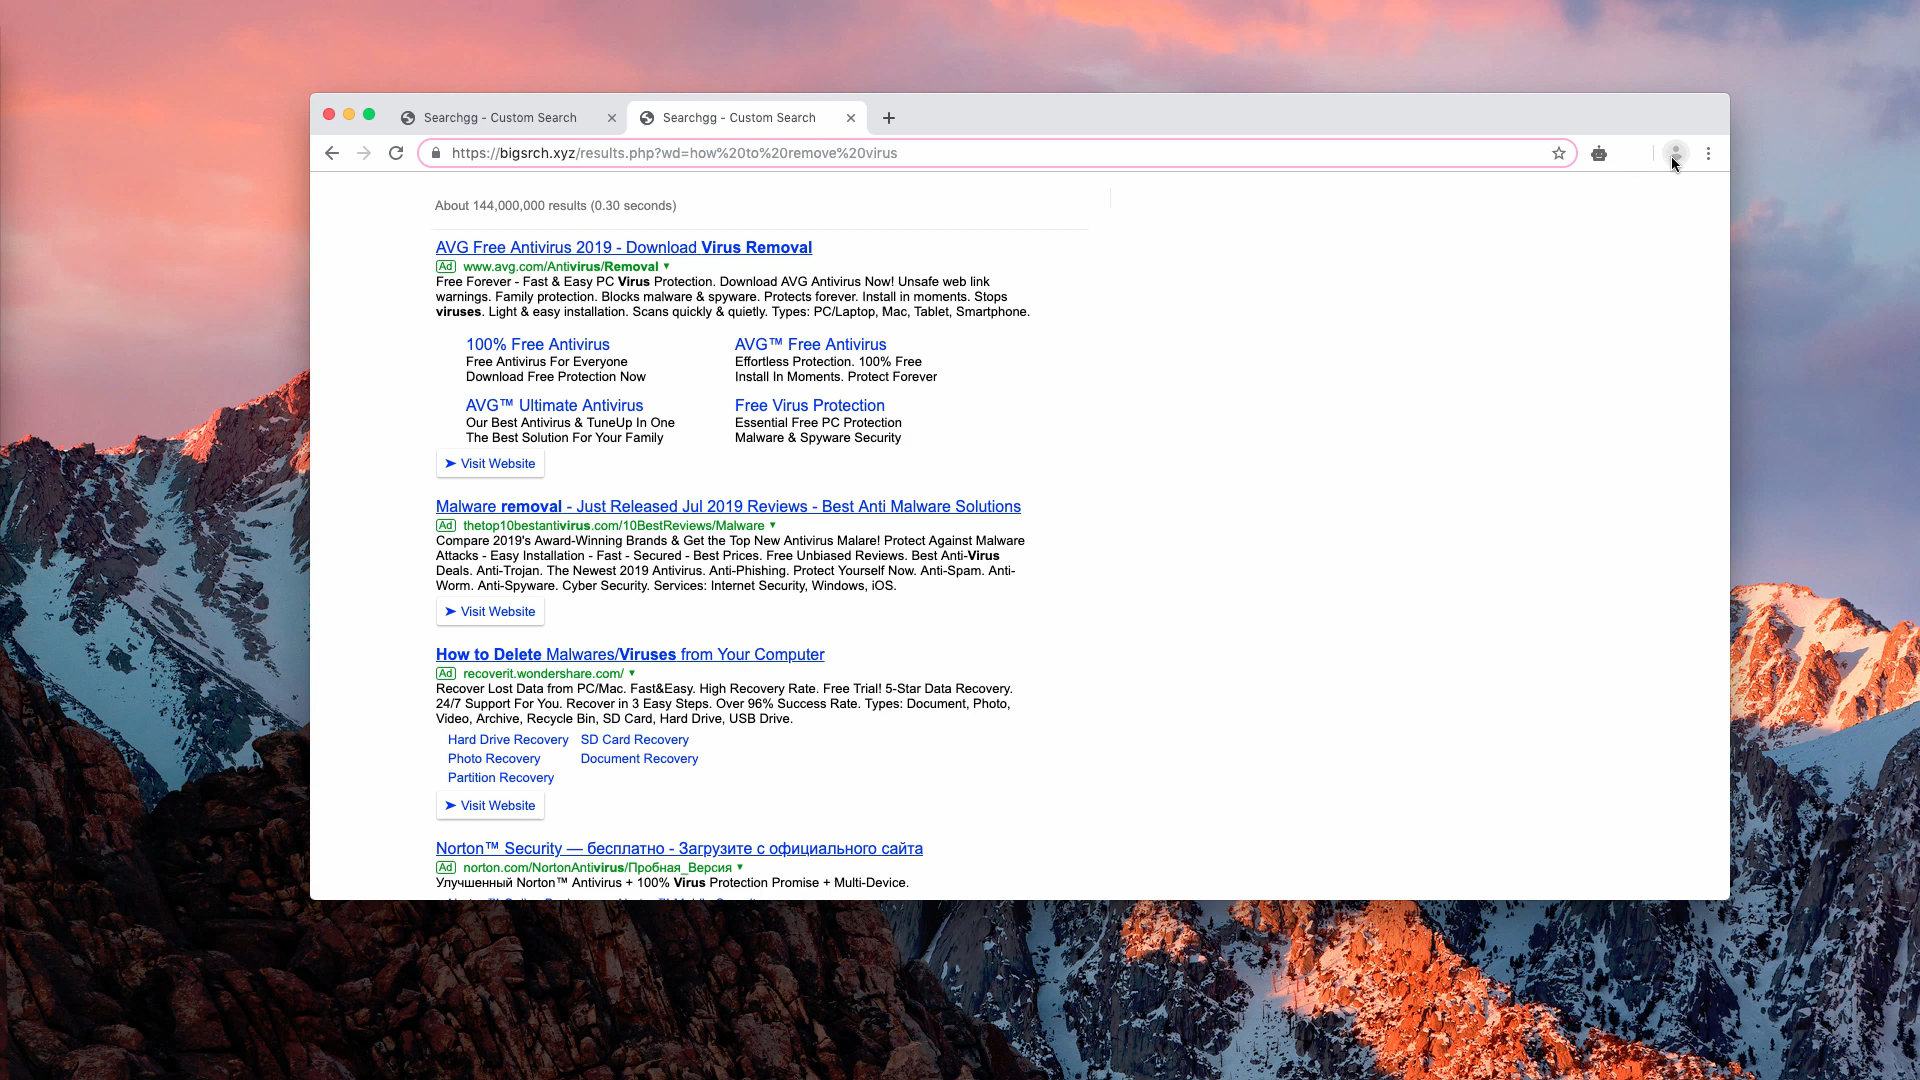 Searchgg - Custom Search
Searchgg - Custom Search
https://bigsrch.xyz/results.php?wd=how%20to%20remove%20virus
About 144,000,000 results (0.30 seconds)
AVG Free Antivirus 2019 - Download Virus Removal
Ad www.avg.com/Antivirus/Removal
Free Forever - Fast & Easy PC Virus Protection. Download AVG Antivirus Now! Unsafe web link
warnings. Family protection. Blocks malware & spyware. Protects forever. Install in moments. Stops
viruses. Light & easy installation. Scans quickly & quietly. Types: PC/Laptop, Mac, Tablet, Smartphone.
100% Free Antivirus
Free Antivirus For Everyone
Download Free Protection Now
AVG™ Free Antivirus
Effortless Protection. 100% Free
Install In Moments. Protect Forever
AVG™ Ultimate Antivirus
Our Best Antivirus & TuneUp In One
The Best Solution For Your Family
Free Virus Protection
Essential Free PC Protection
Malware & Spyware Security
Visit Website
Malware removal - Just Released Jul 2019 Reviews - Best Anti Malware Solutions
Ad thetop10bestantivirus.com/10BestReviews/Malware
Compare 2019's Award-Winning Brands & Get the Top New Antivirus Malare! Protect Against Malware
Attacks - Easy Installation - Fast - Secured - Best Prices. Free Unbiased Reviews. Best Anti-Virus
Deals. Anti-Trojan. The Newest 2019 Antivirus. Anti-Phishing. Protect Yourself Now. Anti-Spam. Anti-
Worm. Anti-Spyware. Cyber Security. Services: Internet Security, Windows, iOS.
Visit Website
How to Delete Malwares/Viruses from Your Computer
Ad recoverit.wondershare.com/
Recover Lost Data from PC/Mac. Fast&Easy. High Recovery Rate. Free Trial! 5-Star Data Recovery.
24/7 Support For You. Recover in 3 Easy Steps. Over 96% Success Rate. Types: Document, Photo,
Video, Archive, Recycle Bin, SD Card, Hard Drive, USB Drive.
Hard Drive Recovery SD Card Recovery
Photo Recovery Document Recovery
Partition Recovery
Visit Website
Norton™ Security — бесплатно - Загрузите с официального сайта
Ad norton.com/NortonAntivirus/Пробная_Версия
Улучшенный Norton™ Antivirus + 100% Virus Protection Promise + Multi-Device.